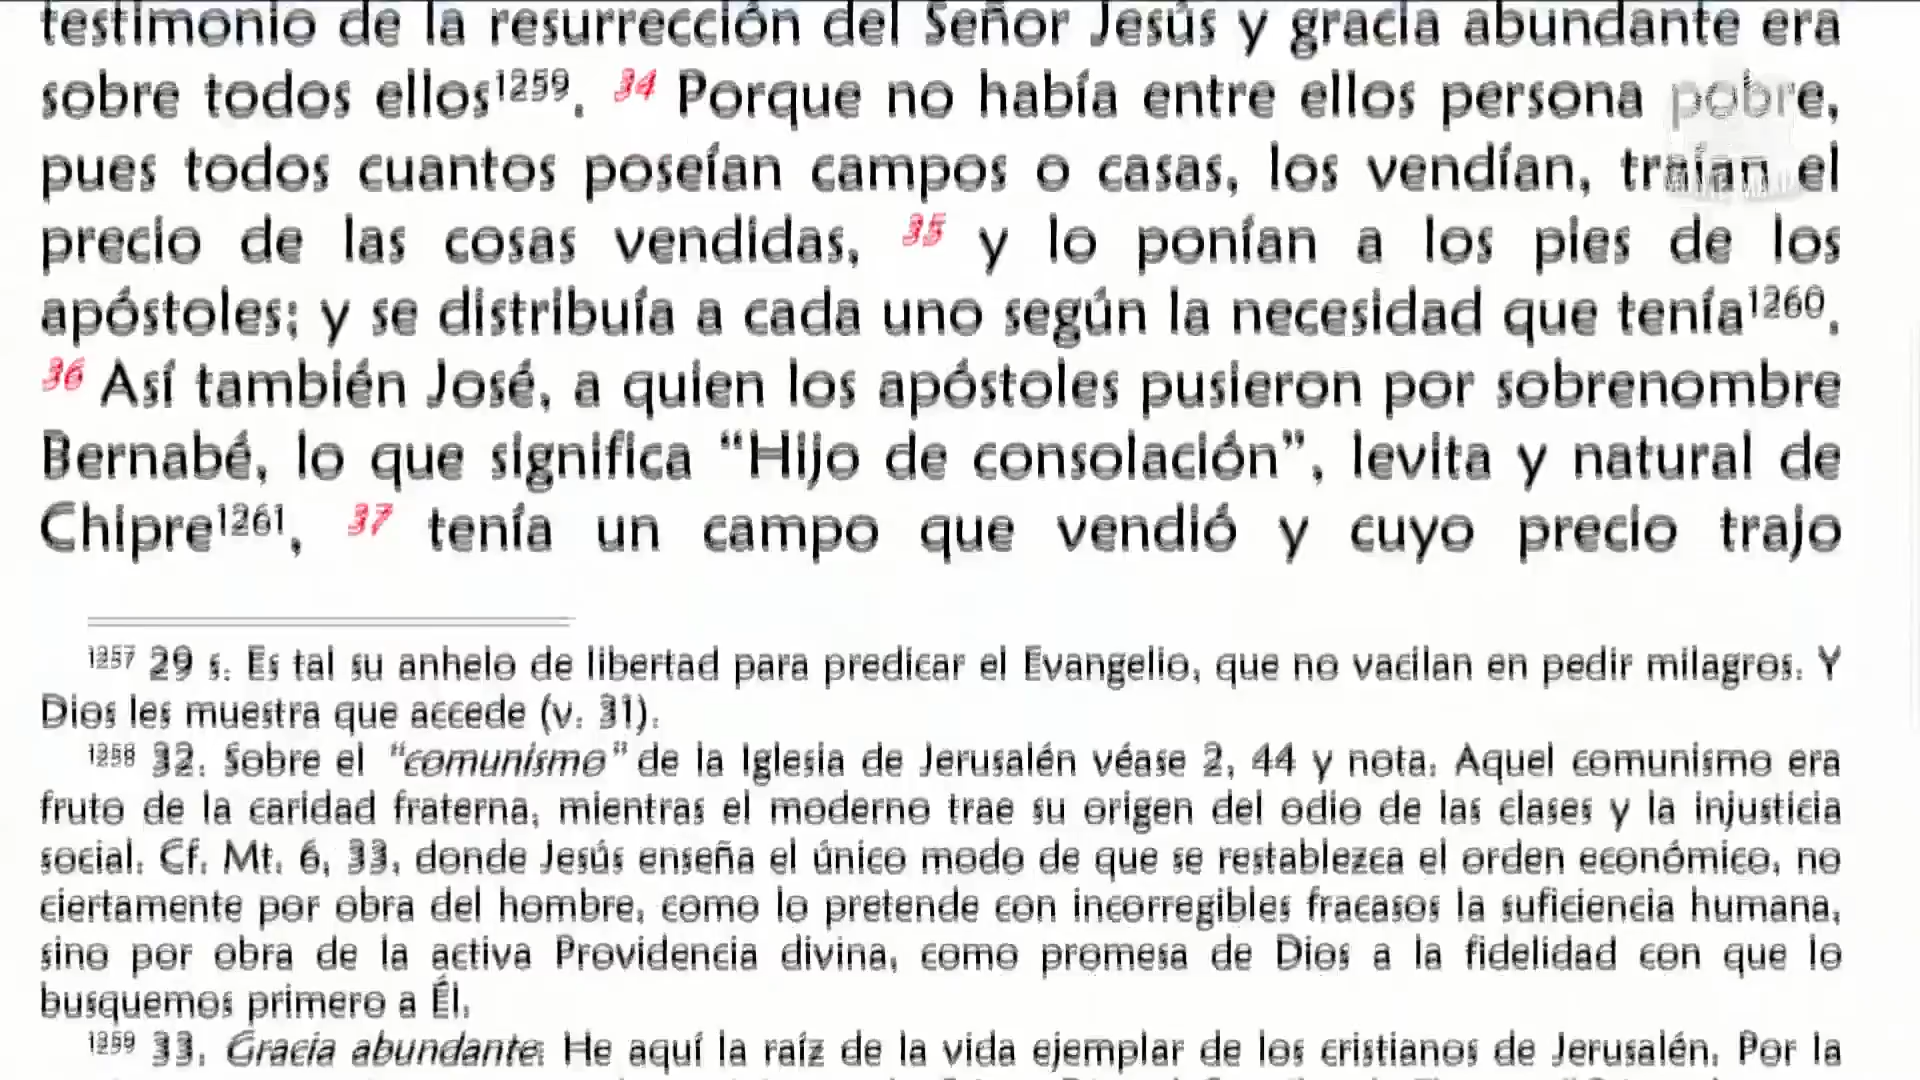 testimonio de la resurrección del Señor Jesús y gracia abundante era
sobre todos ellos¹²⁵⁹. 34 Porque no había entre ellos persona pobre,
pues todos cuantos poseían campos o casas, los vendían, traían el
precio de las cosas vendidas, 35 y lo ponían a los pies de los
apóstoles; y se distribuía a cada uno según la necesidad que tenía¹²⁶⁰.
36 Así también José, a quien los apóstoles pusieron por sobrenombre
Bernabé, lo que significa “Hijo de consolación”, levita y natural de
Chipre¹²⁶¹, 37 tenía un campo que vendió y cuyo precio trajo
¹²⁵⁷ 29 s. Es tal su anhelo de libertad para predicar el Evangelio, que no vacilan en pedir milagros. Y
Dios les muestra que accede (v. 31).
¹²⁵⁸ 32. Sobre el “comunismo” de la Iglesia de Jerusalén véase 2, 44 y nota. Aquel comunismo era
fruto de la caridad fraterna, mientras el moderno trae su origen del odio de las clases y la injusticia
social. Cf. Mt. 6, 33, donde Jesús enseña el único modo de que se restablezca el orden económico, no
ciertamente por obra del hombre, como lo pretende con incorregibles fracasos la suficiencia humana,
sino por obra de la activa Providencia divina, como promesa de Dios a la fidelidad con que lo
busquemos primero a Él.
¹²⁵⁹ 33. Gracia abundante: He aquí la raíz de la vida ejemplar de los cristianos de Jerusalén. Por la